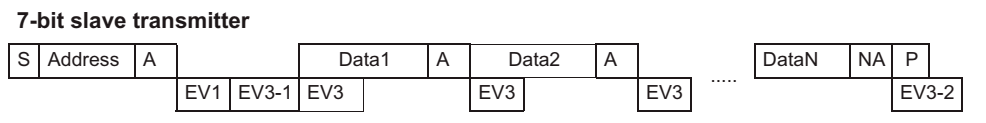 7-bit slave transmitter
S Address A Data1 A Data2 A ..... DataN NA P
EV1 EV3-1 EV3 EV3 EV3 EV3-2